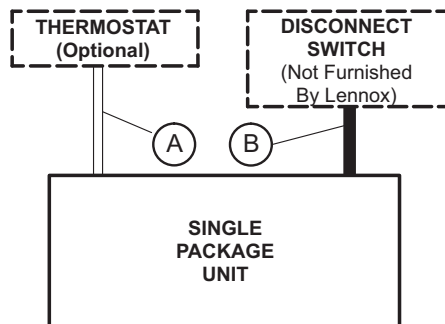 THERMOSTAT
(Optional)
DISCONNECT
SWITCH
(Not Furnished
By Lennox)
A
B
SINGLE
PACKAGE
UNIT